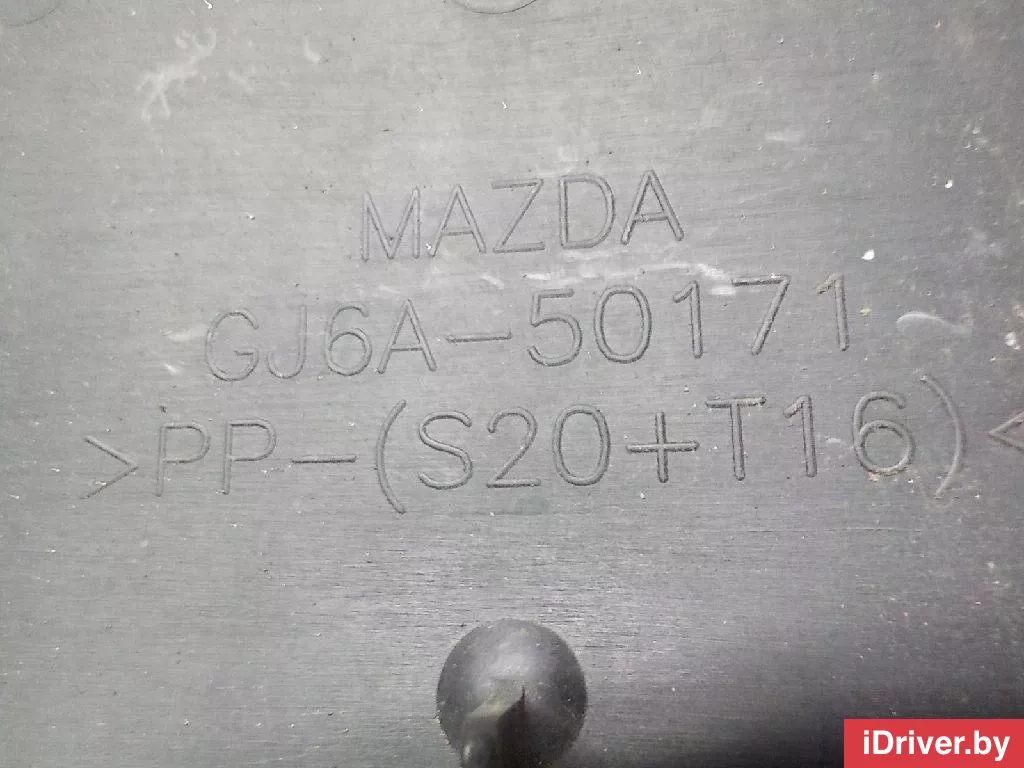 MAZDA
GJ6A-50171
>PP-(S20+T16)<
iDriver.by